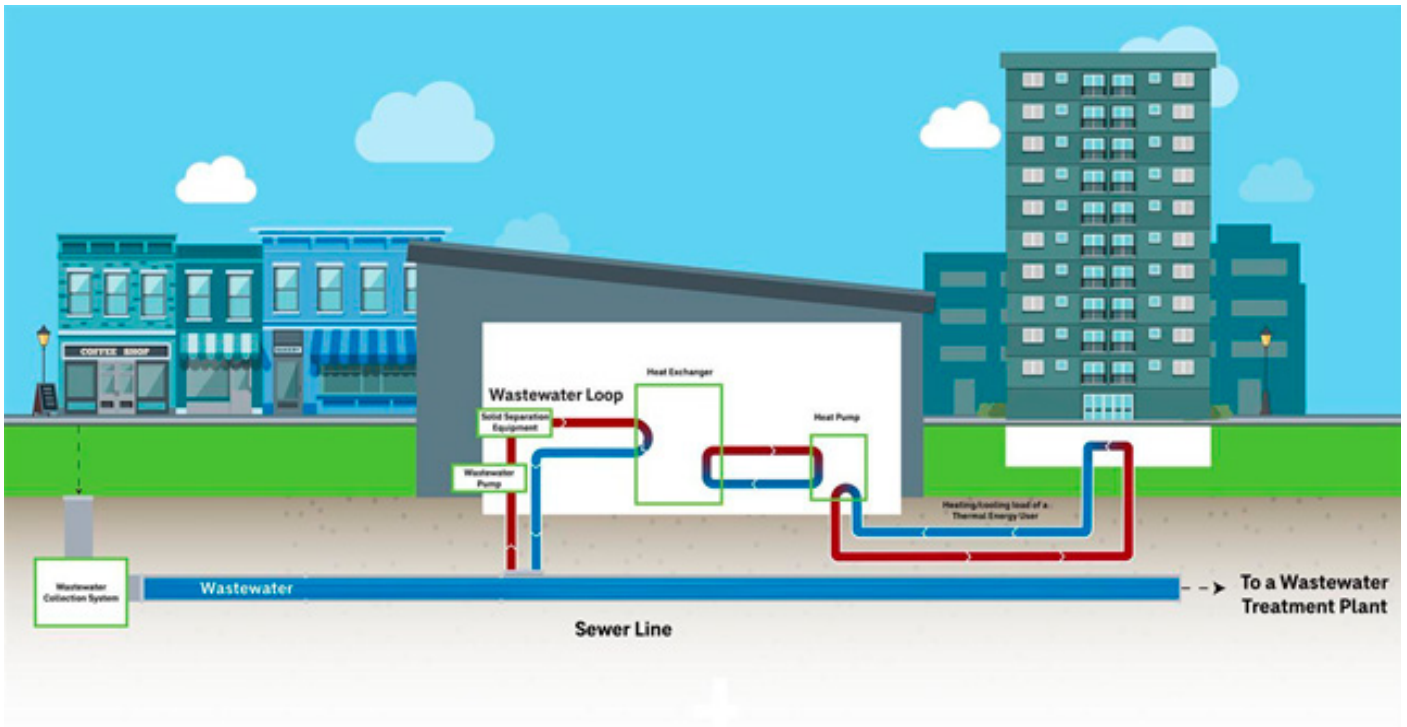 COFFEE SHOP
BAKERY
Heat Exchanger
Wastewater Loop
Solid Separation
Equipment
Heat Pump
Wastewater
Pump
Heating/cooling load of a
Thermal Energy User
Wastewater
Collection System
Wastewater
To a Wastewater
Treatment Plant
Sewer Line